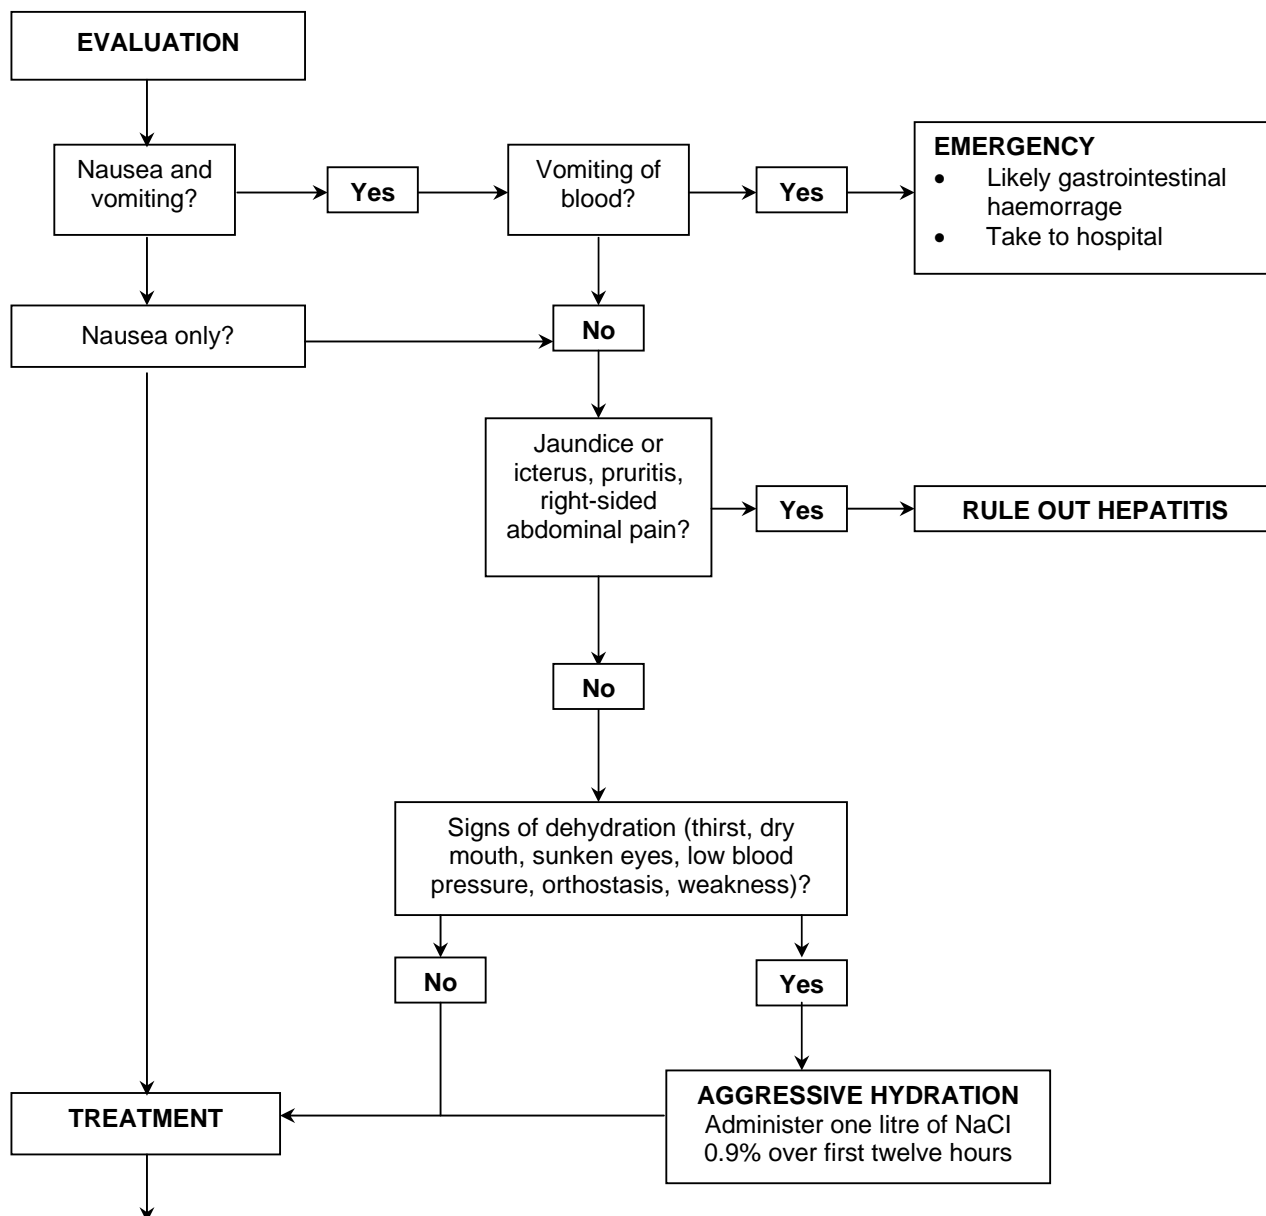 EVALUATION
Nausea and
vomiting?
Yes
Vomiting of
blood?
Yes
EMERGENCY
• Likely gastrointestinal
haemorrage
• Take to hospital
Nausea only?
No
Jaundice or
icterus, pruritis,
right-sided
abdominal pain?
Yes
RULE OUT HEPATITIS
No
Signs of dehydration (thirst, dry
mouth, sunken eyes, low blood
pressure, orthostasis, weakness)?
No
Yes
TREATMENT
AGGRESSIVE HYDRATION
Administer one litre of NaCl
0.9% over first twelve hours